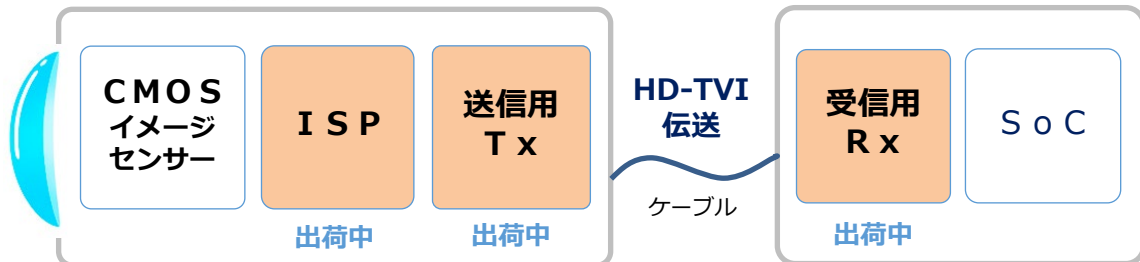 ＣＭＯＳ
イメージ
センサー
ＩＳＰ
出荷中
送信用
Ｔｘ
出荷中
HD-TVI
伝送
ケーブル
受信用
Ｒｘ
出荷中
ＳｏＣ